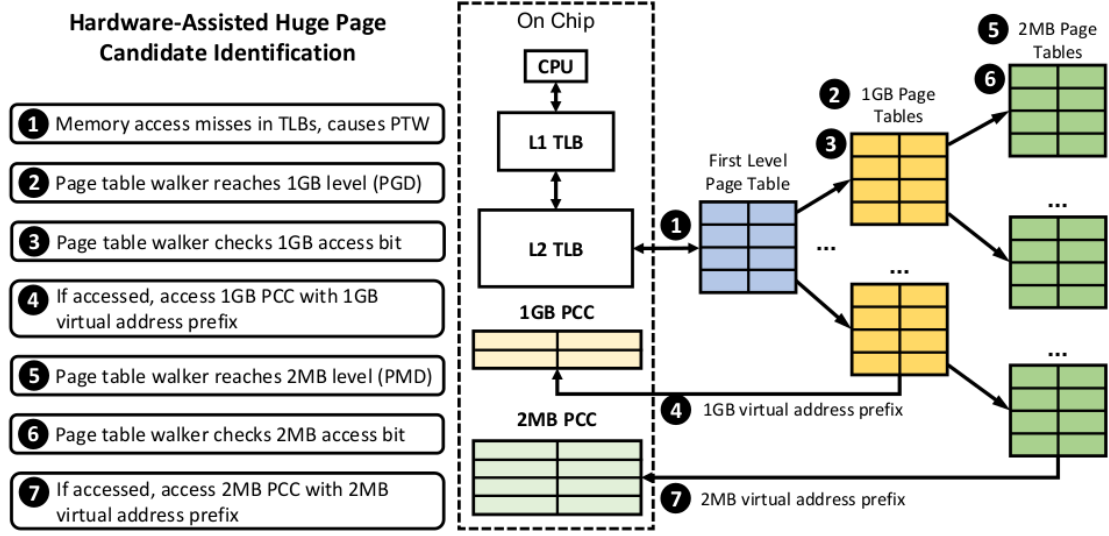 Hardware-Assisted Huge Page
Candidate Identification
1 Memory access misses in TLBs, causes PTW
2 Page table walker reaches 1GB level (PGD)
3 Page table walker checks 1GB access bit
4 If accessed, access 1GB PCC with 1GB
virtual address prefix
5 Page table walker reaches 2MB level (PMD)
6 Page table walker checks 2MB access bit
7 If accessed, access 2MB PCC with 2MB
virtual address prefix
On Chip
CPU
L1 TLB
L2 TLB
1GB PCC
2MB PCC
1
First Level
Page Table
...
2 1GB Page
Tables
3
...
4 1GB virtual address prefix
5 2MB Page
Tables
6
...
...
7 2MB virtual address prefix